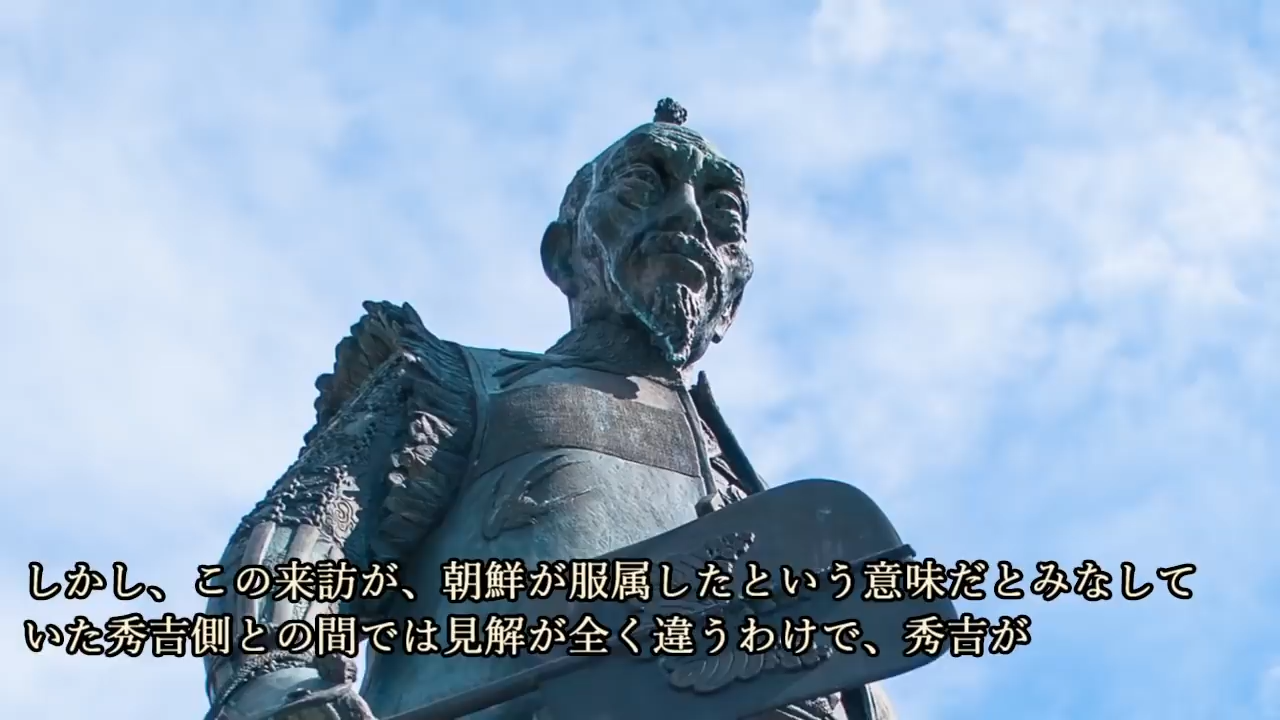 しかし、この来訪が、朝鮮が服属したという意味だとみなして
いた秀吉側との間では見解が全く違うわけで、秀吉が